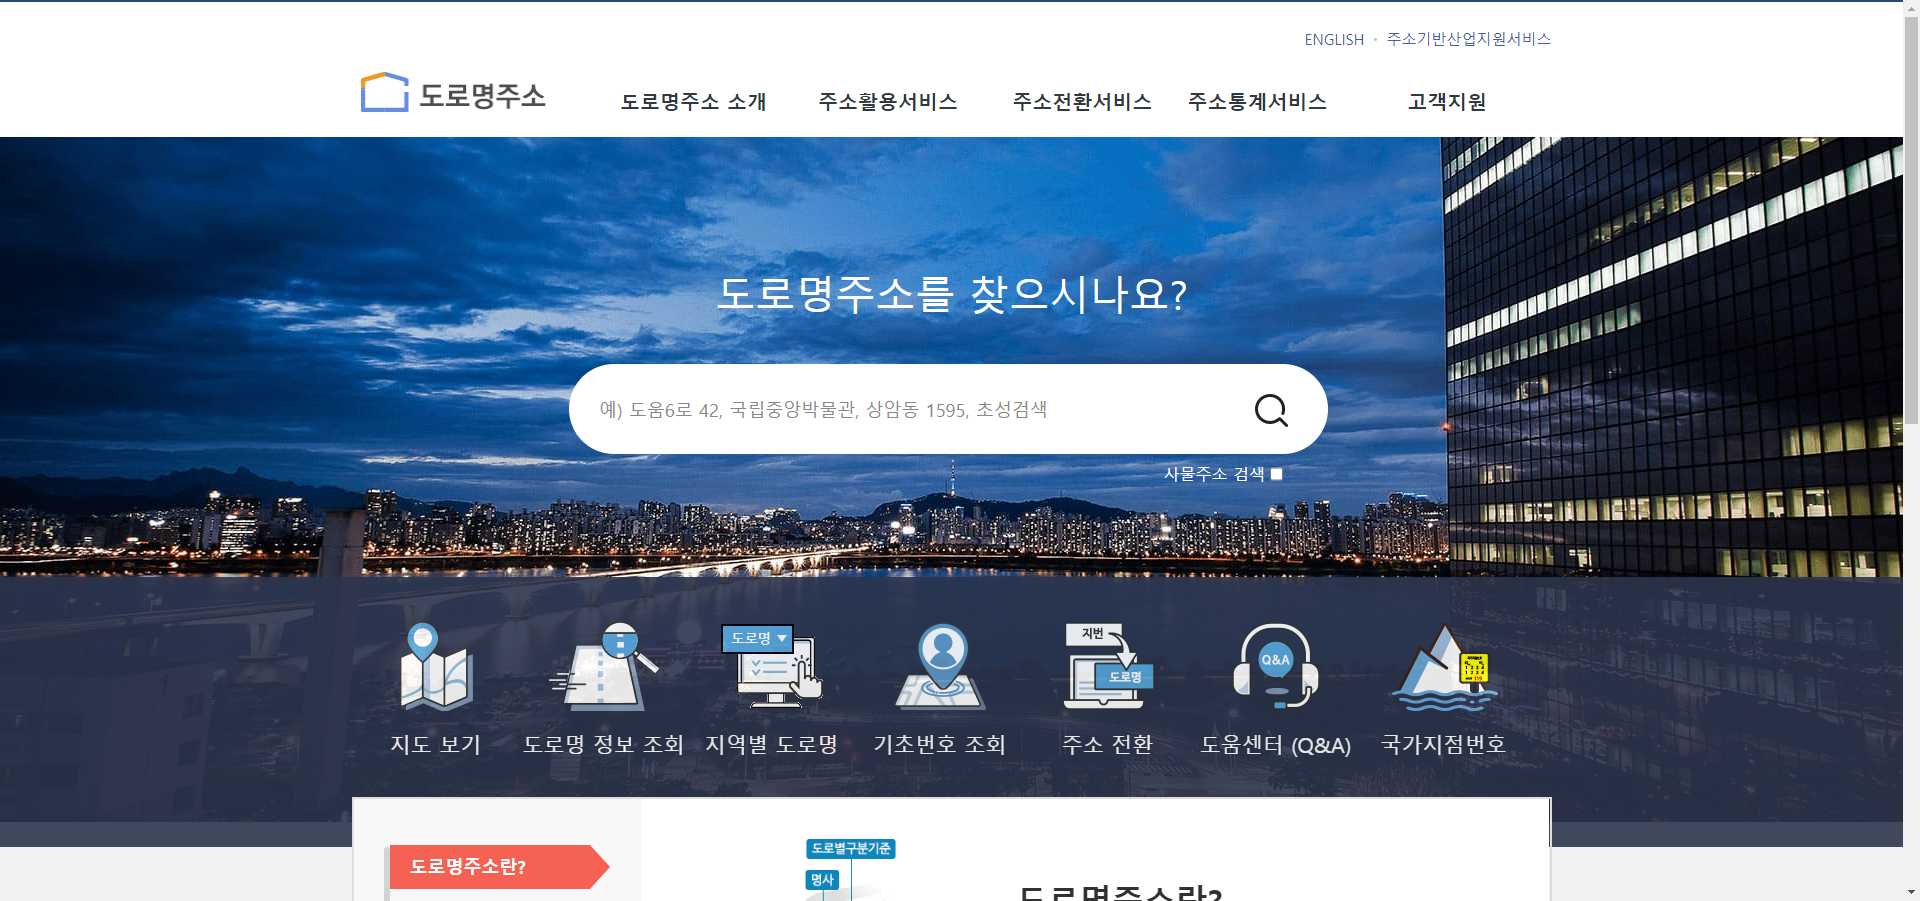 ENGLISH
주소기반산업지원서비스
도로명주소
도로명주소 소개
주소활용서비스
주소전환서비스
주소통계서비스
고객지원
도로명주소를 찾으시나요?
예) 도움6로 42, 국립중앙박물관, 상암동 1595, 초성검색
사물주소 검색
도로명
Q&A
지번
도로명
지도 보기
도로명 정보 조회
지역별 도로명
기초번호 조회
주소 전환
도움센터 (Q&A)
국가지점번호
도로명주소란?
도로별구분기준
명사
도로명주소란?